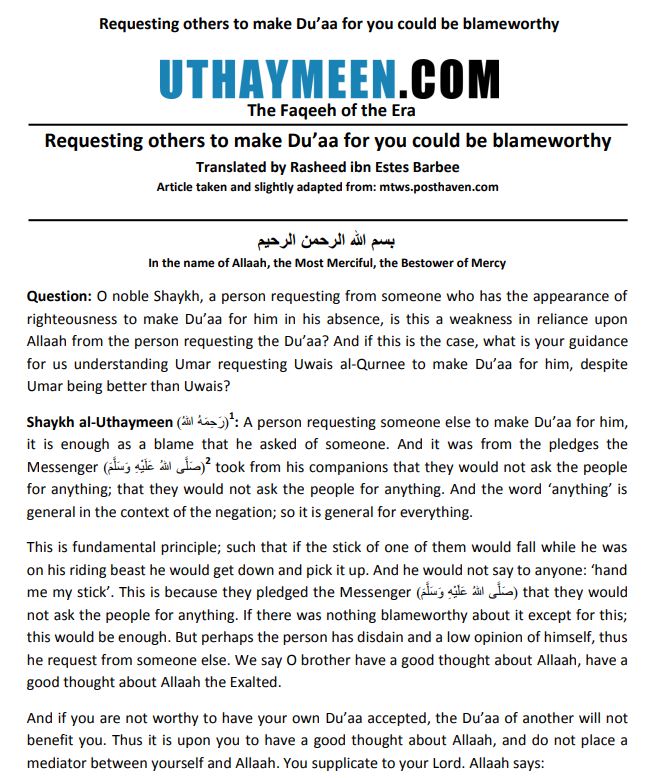 Requesting others to make Du’aa for you could be blameworthy
UTHAYMEEN.COM
The Faqeeh of the Era
Requesting others to make Du’aa for you could be blameworthy
Translated by Rasheed ibn Estes Barbee
Article taken and slightly adapted from: mtws.posthaven.com
بسم الله الرحمن الرحيم
In the name of Allaah, the Most Merciful, the Bestower of Mercy
Question: O noble Shaykh, a person requesting from someone who has the appearance of
righteousness to make Du’aa for him in his absence, is this a weakness in reliance upon
Allaah from the person requesting the Du’aa? And if this is the case, what is your guidance
for us understanding Umar requesting Uwais al-Qurnee to make Du’aa for him, despite
Umar being better than Uwais?
Shaykh al-Uthaymeen (رَحِمَهُ اللهُ)1: A person requesting someone else to make Du’aa for him,
it is enough as a blame that he asked of someone. And it was from the pledges the
Messenger (صَلَّى اللهُ عَلَيْهِ وَسَلَّمَ)2 took from his companions that they would not ask the people
for anything; that they would not ask the people for anything. And the word ‘anything’ is
general in the context of the negation; so it is general for everything.
This is fundamental principle; such that if the stick of one of them would fall while he was
on his riding beast he would get down and pick it up. And he would not say to anyone: ‘hand
me my stick’. This is because they pledged the Messenger (صَلَّى اللهُ عَلَيْهِ وَسَلَّمَ) that they would
not ask the people for anything. If there was nothing blameworthy about it except for this;
this would be enough. But perhaps the person has disdain and a low opinion of himself, thus
he request from someone else. We say O brother have a good thought about Allaah, have a
good thought about Allaah the Exalted.
And if you are not worthy to have your own Du’aa accepted, the Du’aa of another will not
benefit you. Thus it is upon you to have a good thought about Allaah, and do not place a
mediator between yourself and Allaah. You supplicate to your Lord. Allaah says: